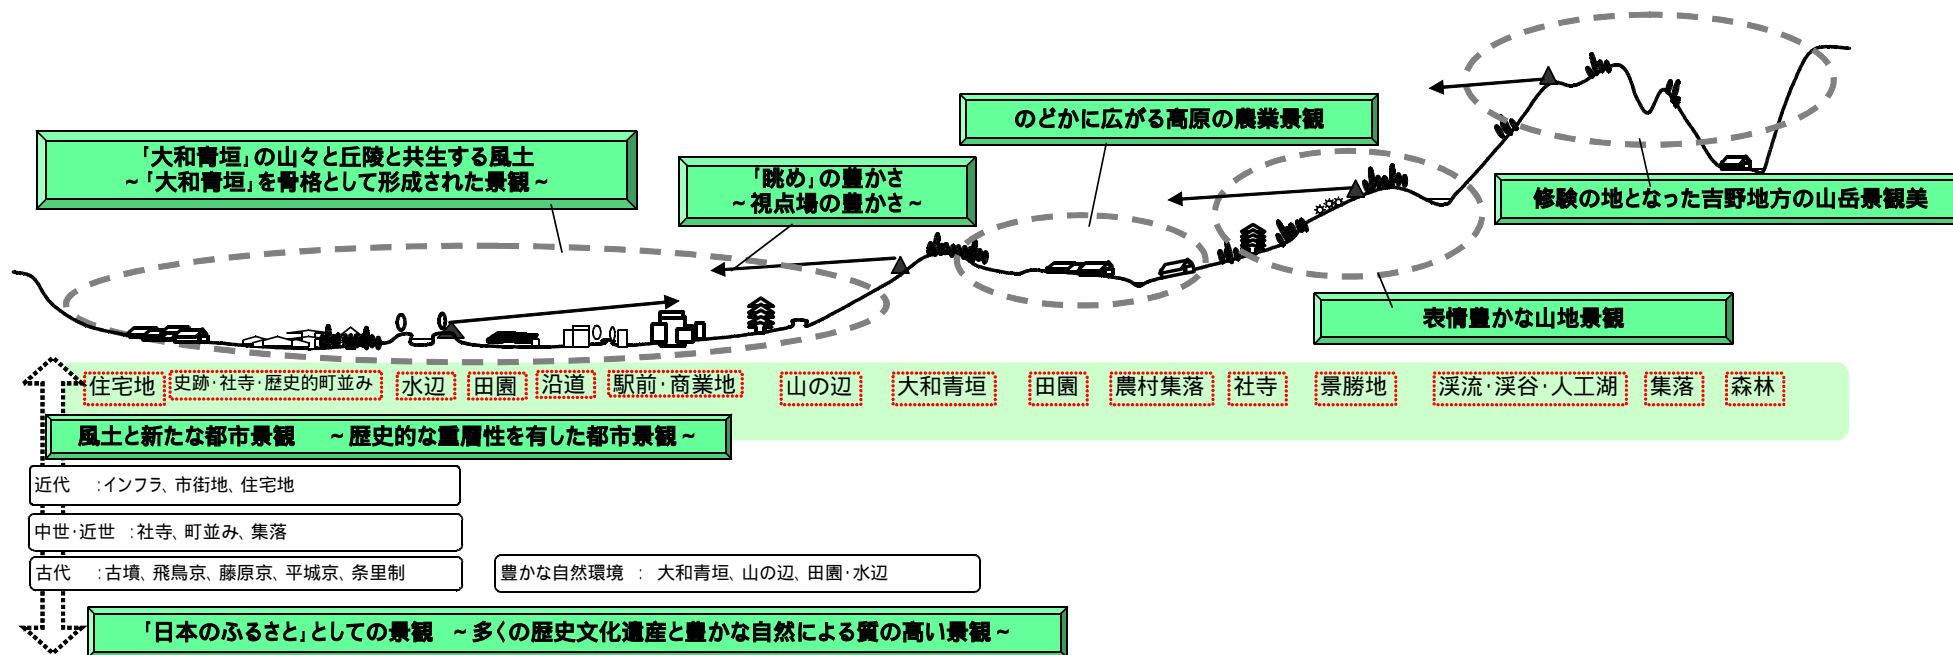 のどかに広がる高原の農業景観
「大和青垣」の山々と丘陵と共生する風土
~「大和青垣」を骨格として形成された景観~
「眺め」の豊かさ
~視点場の豊かさ~
修験の地となった吉野地方の山岳景観美
表情豊かな山地景観
住宅地 史跡・社寺・歴史的町並み 水辺 田園 沿道 駅前・商業地 山の辺 大和青垣 田園 農村集落 社寺 景勝地 渓流・渓谷・人工湖 集落 森林
風土と新たな都市景観 ~歴史的な重層性を有した都市景観~
近代 :インフラ、市街地、住宅地
中世・近世 :社寺、町並み、集落
古代 :古墳、飛鳥京、藤原京、平城京、条里制
豊かな自然環境 : 大和青垣、山の辺、田園・水辺
「日本のふるさと」としての景観 ~多くの歴史文化遺産と豊かな自然による質の高い景観~